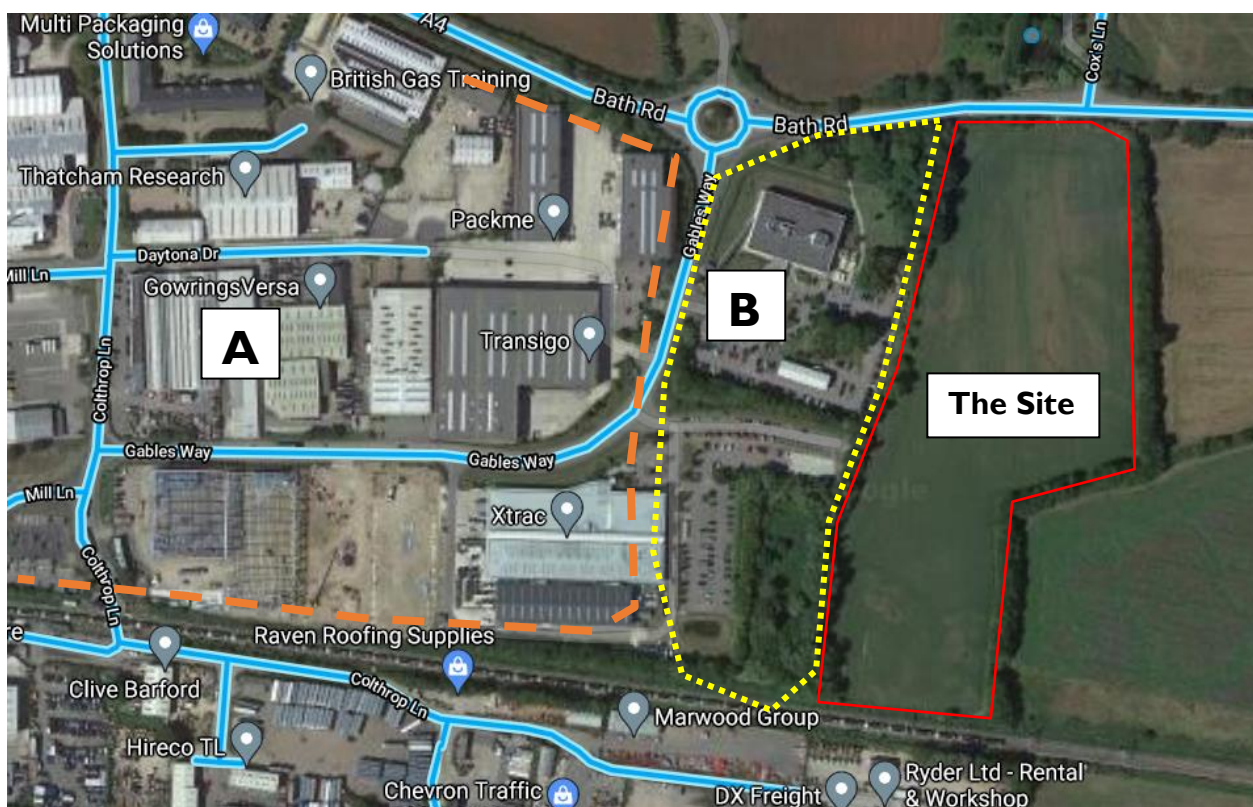 Multi Packaging
Solutions
A4
British Gas Training
Bath Rd
Bath Rd
Cox's Ln
Thatcham Research
Packme
Gables Way
Daytona Dr
Mill Ln
GowringsVersa
A
B
Transigo
Colthrop Ln
The Site
Gables Way
Gables Way
Mill Ln
Xtrac
Colthrop Ln
Raven Roofing Supplies
Clive Barford
Colthrop Ln
Marwood Group
Hireco TL
Chevron Traffic
DX Freight
Ryder Ltd - Rental
& Workshop